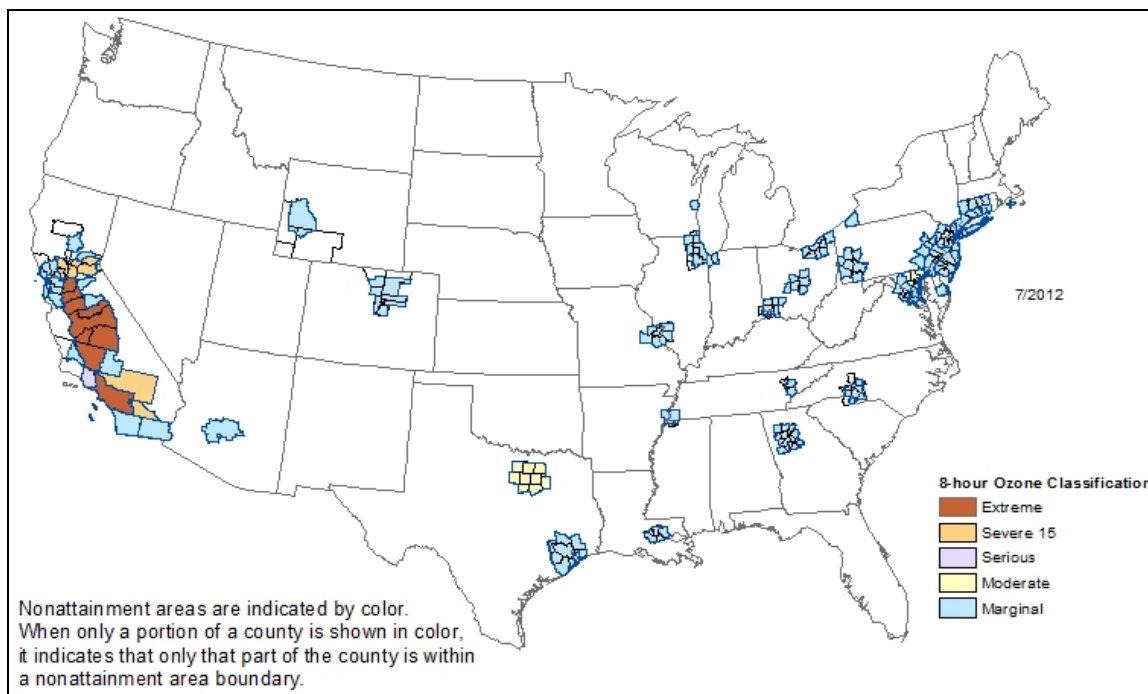 7/2012
8-hour Ozone Classification
Extreme
Severe 15
Serious
Moderate
Marginal
Nonattainment areas are indicated by color.
When only a portion of a county is shown in color,
it indicates that only that part of the county is within
a nonattainment area boundary.